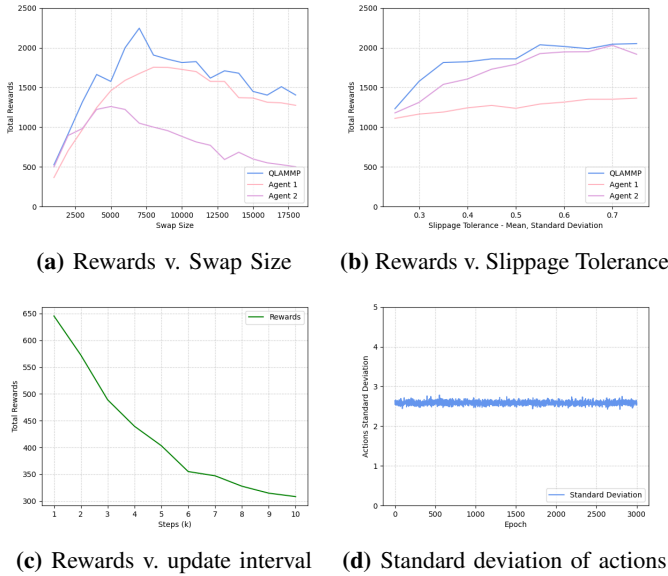 2500
2000
1500
1000
500
0
Total Rewards
QLAMMP
Agent 1
Agent 2
2500 5000 7500 10000 12500 15000 17500
Swap Size
(a) Rewards v. Swap Size
2500
2000
1500
1000
500
0
Total Rewards
QLAMMP
Agent 1
Agent 2
0.3 0.4 0.5 0.6 0.7
Slippage Tolerance - Mean, Standard Deviation
(b) Rewards v. Slippage Tolerance
650
600
550
500
450
400
350
300
Total Rewards
Rewards
1 2 3 4 5 6 7 8 9 10
Steps (k)
(c) Rewards v. update interval
5
4
3
2
1
0
Actions Standard Deviation
Standard Deviation
0 500 1000 1500 2000 2500 3000
Epoch
(d) Standard deviation of actions